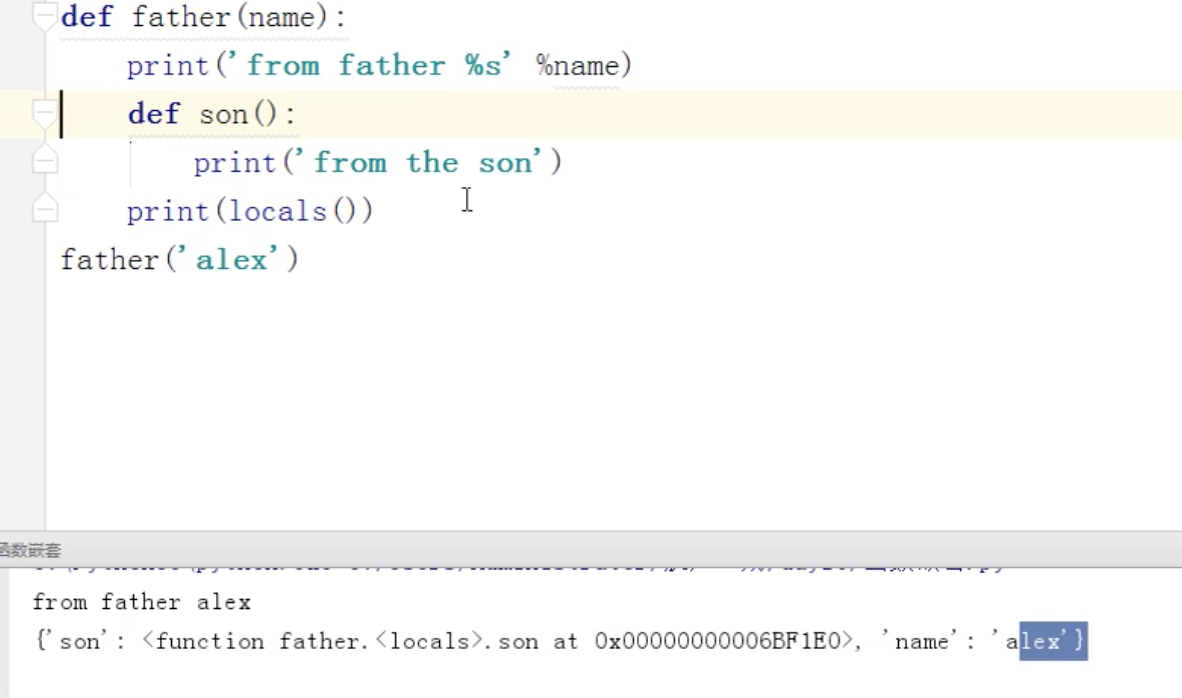 def father(name):
    print('from father %s' %name)
    def son():
        print('from the son')
    print(locals())
father('alex')
函数嵌套
from father alex
{'son': <function father.<locals>.son at 0x00000000006BF1E0>, 'name': 'alex'}